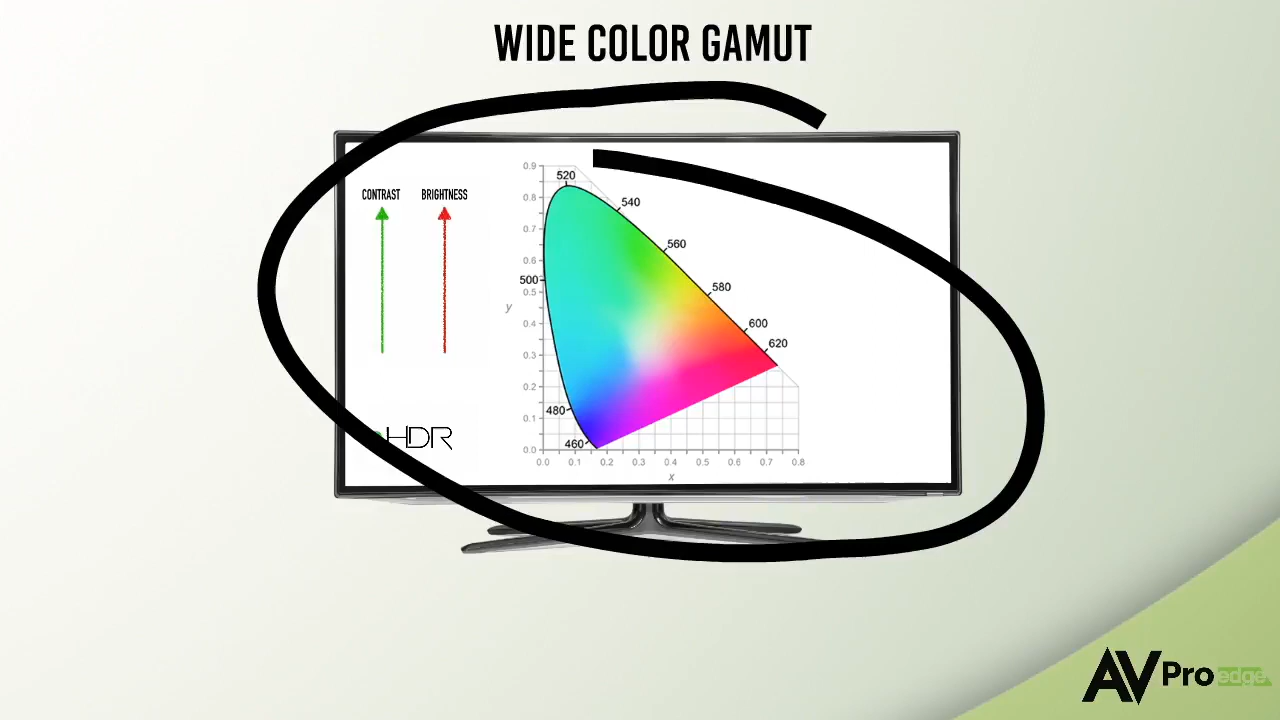 WIDE COLOR GAMUT
CONTRAST BRIGHTNESS
HDR
0.9
0.8
0.7
0.6
0.5
0.4
0.3
0.2
0.1
0.0
y
520
540
560
580
600
620
500
480
460
0.0 0.1 0.2 0.3 0.4 0.5 0.6 0.7 0.8
x
AVPro edge